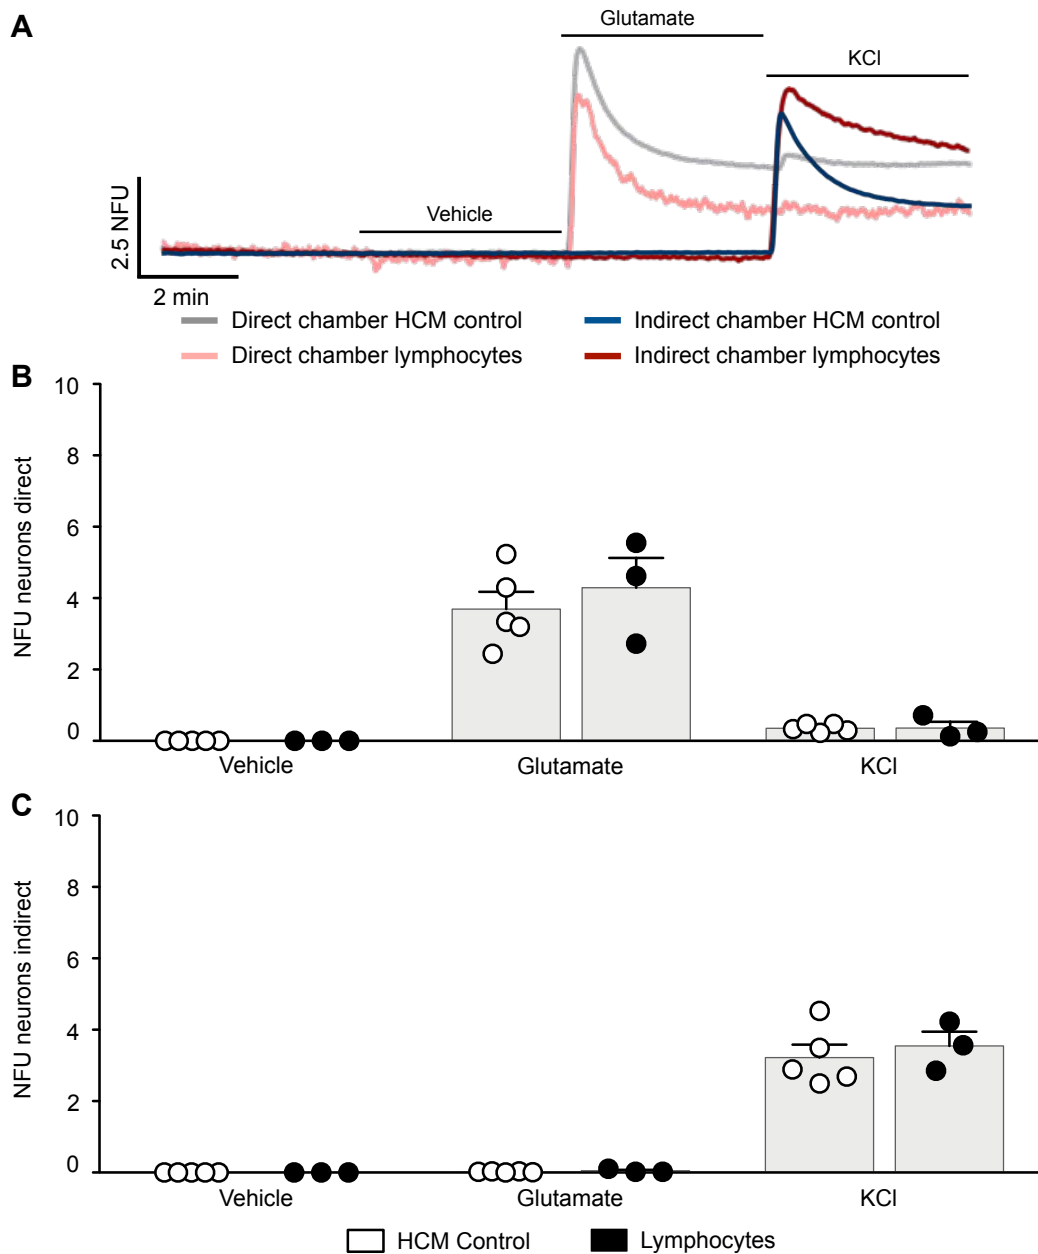 A
Glutamate
KCl
Vehicle
2.5 NFU
2 min
Direct chamber HCM control
Indirect chamber HCM control
Direct chamber lymphocytes
Indirect chamber lymphocytes
B
NFU neurons direct
10
8
6
4
2
0
Vehicle Glutamate KCl
C
NFU neurons indirect
10
8
6
4
2
0
Vehicle Glutamate KCl
HCM Control Lymphocytes